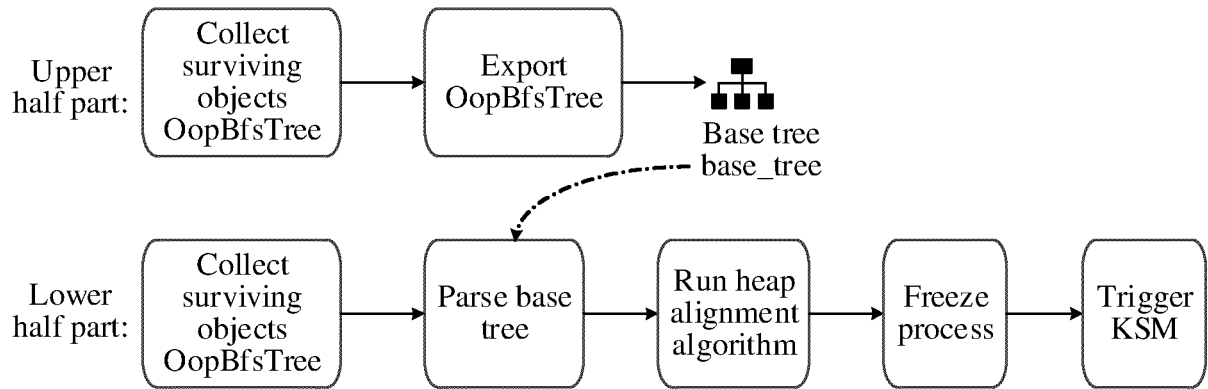 Upper
half part:
Collect
surviving
objects
OopBfsTree
Export
OopBfsTree
Base tree
base_tree
Lower
half part:
Collect
surviving
objects
OopBfsTree
Parse base
tree
Run heap
alignment
algorithm
Freeze
process
Trigger
KSM